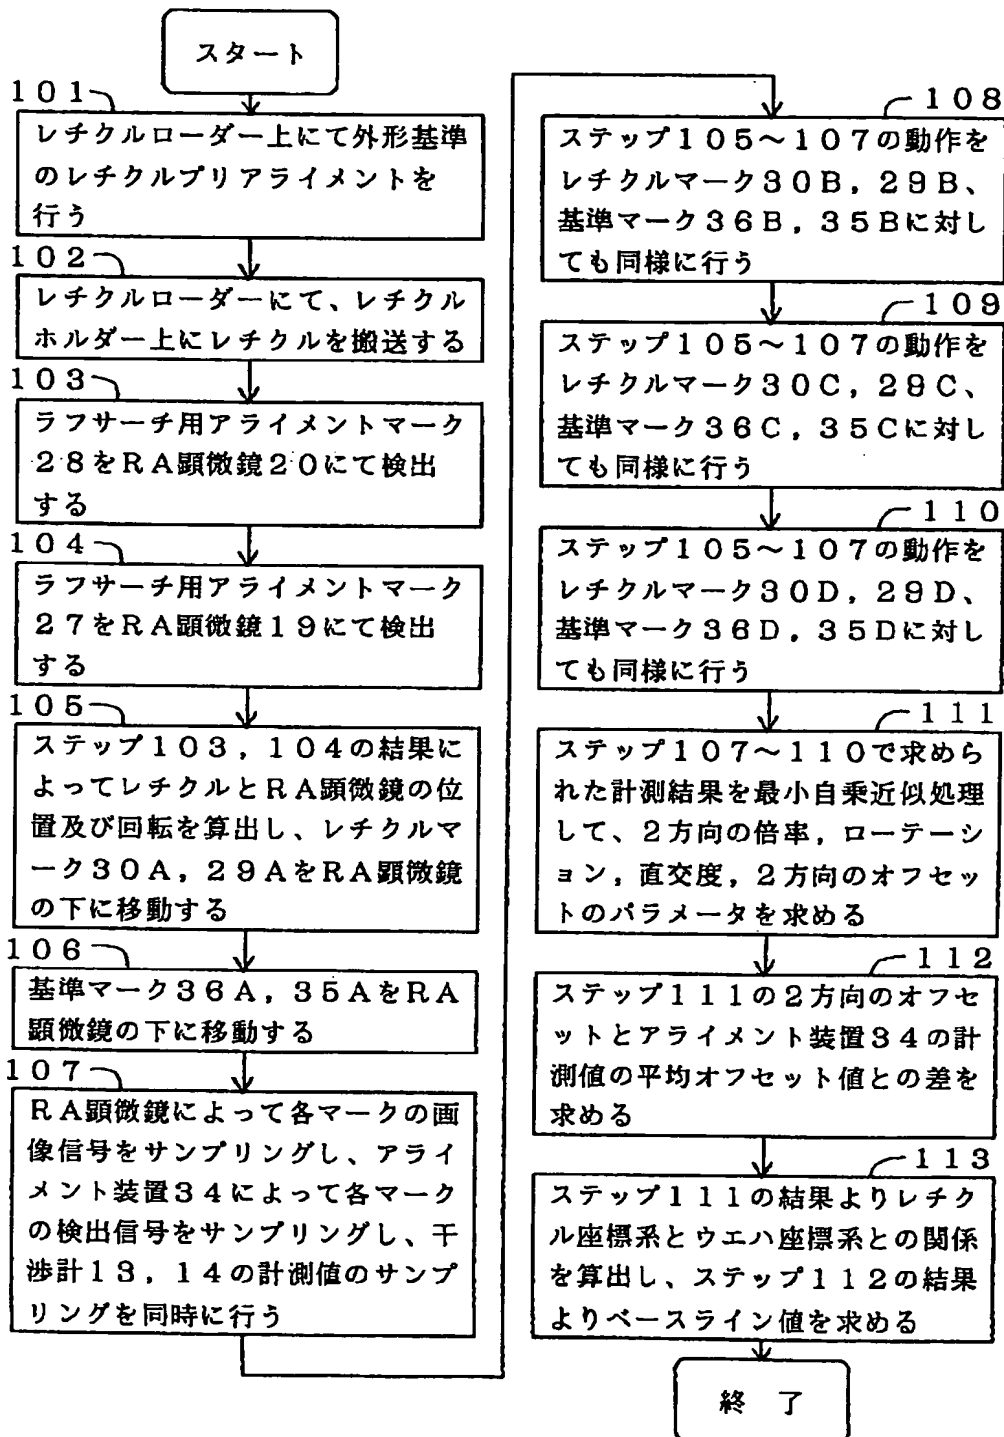 スタート
101
レチクルローダー上にて外形基準
のレチクルプリアライメントを
行う
102
レチクルローダーにて、レチクル
ホルダー上にレチクルを搬送する
103
ラフサーチ用アライメントマーク
28をRA顕微鏡20にて検出
する
104
ラフサーチ用アライメントマーク
27をRA顕微鏡19にて検出
する
105
ステップ103,104の結果に
よってレチクルとRA顕微鏡の位
置及び回転を算出し、レチクルマ
ーク30A,29AをRA顕微鏡
の下に移動する
106
基準マーク36A,35AをRA
顕微鏡の下に移動する
107
RA顕微鏡によって各マークの画
像信号をサンプリングし、アライ
メント装置34によって各マーク
の検出信号をサンプリングし、干
渉計13,14の計測値のサンプ
リングを同時に行う
108
ステップ105~107の動作を
レチクルマーク30B,29B、
基準マーク36B,35Bに対し
ても同様に行う
109
ステップ105~107の動作を
レチクルマーク30C,29C、
基準マーク36C,35Cに対し
ても同様に行う
110
ステップ105~107の動作を
レチクルマーク30D,29D、
基準マーク36D,35Dに対し
ても同様に行う
111
ステップ107~110で求めら
れた計測結果を最小自乗近似処理
して、2方向の倍率,ローテーシ
ョン,直交度,2方向のオフセット
のパラメータを求める
112
ステップ111の2方向のオフセ
ットとアライメント装置34の計
測値の平均オフセット値との差を
求める
113
ステップ111の結果よりレチク
ル座標系とウエハ座標系との関係
を算出し、ステップ112の結果
よりベースライン値を求める
終了